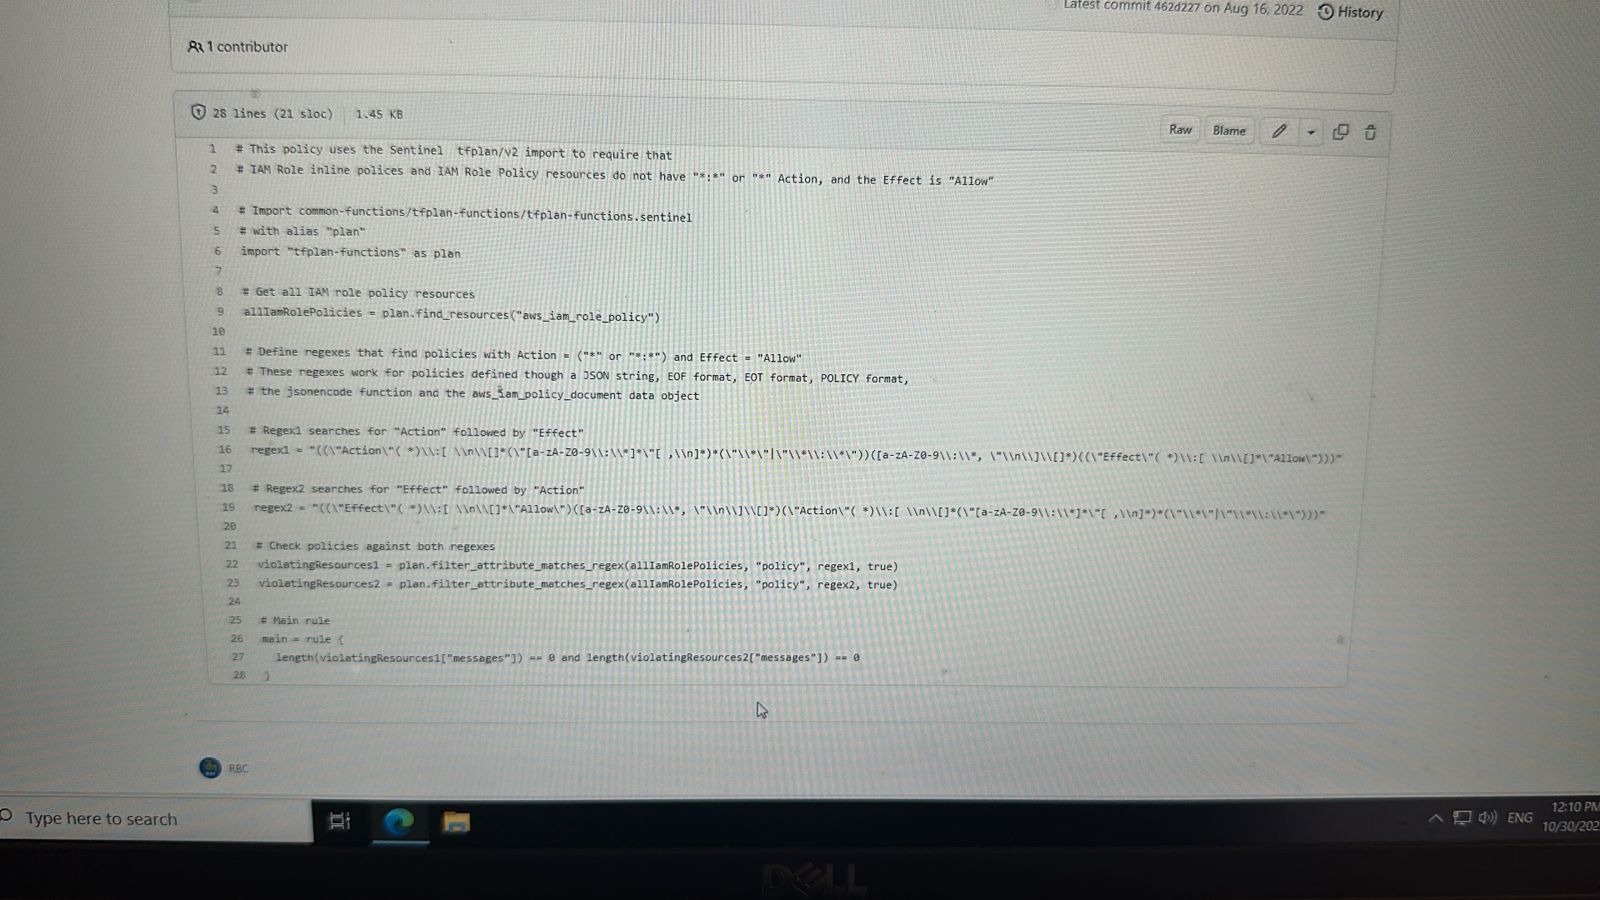 Latest commit 462d227 on Aug 16, 2022 History
1 contributor
28 lines (21 sloc) 1.45 KB
Raw Blame
1 # This policy uses the Sentinel tfplan/v2 import to require that
2 # IAM Role inline polices and IAM Role Policy resources do not have "*:*" or "*" Action, and the Effect is "Allow"
3
4 # Import common-functions/tfplan-functions/tfplan-functions.sentinel
5 # with alias "plan"
6 import "tfplan-functions" as plan
7
8 # Get all IAM role policy resources
9 allIamRolePolicies = plan.find_resources("aws_iam_role_policy")
10
11 # Define regexes that find policies with Action = ("*" or "*:*") and Effect = "Allow"
12 # These regexes work for policies defined though a JSON string, EOF format, EOT format, POLICY format,
13 # the jsonencode function and the aws_iam_policy_document data object
14
15 # Regex1 searches for "Action" followed by "Effect"
16 regex1 = "((\"Action\"( *)\\:[ \\n\\[]*(\"[a-zA-Z0-9\\:\\*]*\"[ ,\\n]*)*(\"\\*\"|\"\\*\\:\\*\"))([a-zA-Z0-9\\:\\*, \"\\n\\]\\[]*)((\"Effect\"( *)\\:[ \\n\\[]*\"Allow\")))"
17
18 # Regex2 searches for "Effect" followed by "Action"
19 regex2 = "((\"Effect\"( *)\\:[ \\n\\[]*\"Allow\")([a-zA-Z0-9\\:\\*, \"\\n\\]\\[]*)(\"Action\"( *)\\:[ \\n\\[]*(\"[a-zA-Z0-9\\:\\*]*\"[ ,\\n]*)*(\"\\*\"|\"\\*\\:\\*\")))"
20
21 # Check policies against both regexes
22 violatingResources1 = plan.filter_attribute_matches_regex(allIamRolePolicies, "policy", regex1, true)
23 violatingResources2 = plan.filter_attribute_matches_regex(allIamRolePolicies, "policy", regex2, true)
24
25 # Main rule
26 main = rule {
27 length(violatingResources1["messages"]) == 0 and length(violatingResources2["messages"]) == 0
28 }
RBC
Type here to search
ENG
12:10 PM
10/30/202
DELL